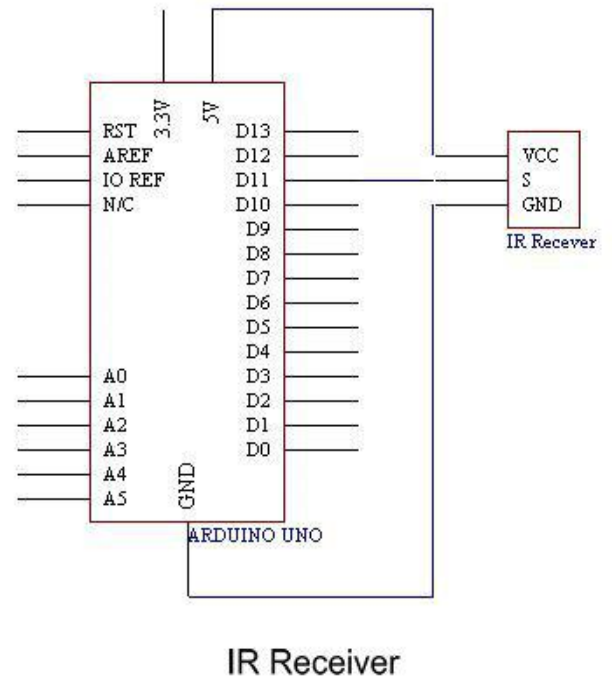 3.3V
5V
RST
AREF
IO REF
N/C
A0
A1
A2
A3
A4
A5
D13
D12
D11
D10
D9
D8
D7
D6
D5
D4
D3
D2
D1
D0
GND
ARDUINO UNO
VCC
S
GND
IR Recever
IR Receiver